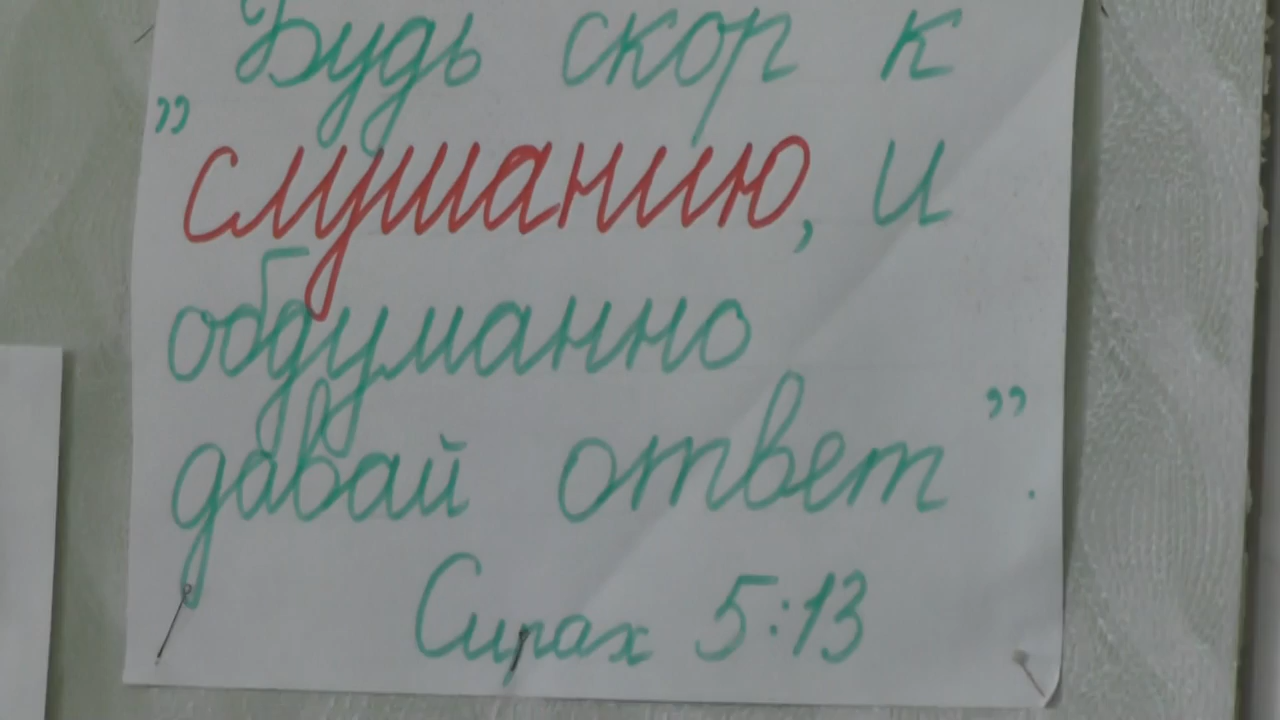 Будь скор к
„слушанию, и
обдуманно
давай ответ”.
Сирах 5:13